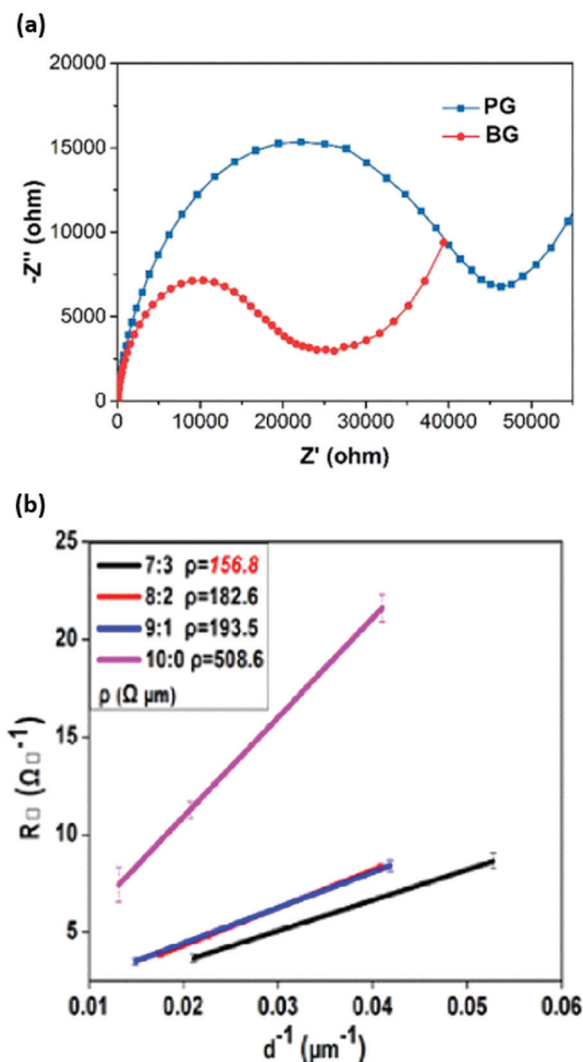 (a)
20000
15000
10000
5000
0
-Z'' (ohm)
PG
BG
0 10000 20000 30000 40000 50000
Z' (ohm)
(b)
25
20
15
10
5
R□ (Ω□⁻¹)
7:3 ρ=156.8
8:2 ρ=182.6
9:1 ρ=193.5
10:0 ρ=508.6
ρ (Ω µm)
0.01 0.02 0.03 0.04 0.05 0.06
d⁻¹ (µm⁻¹)